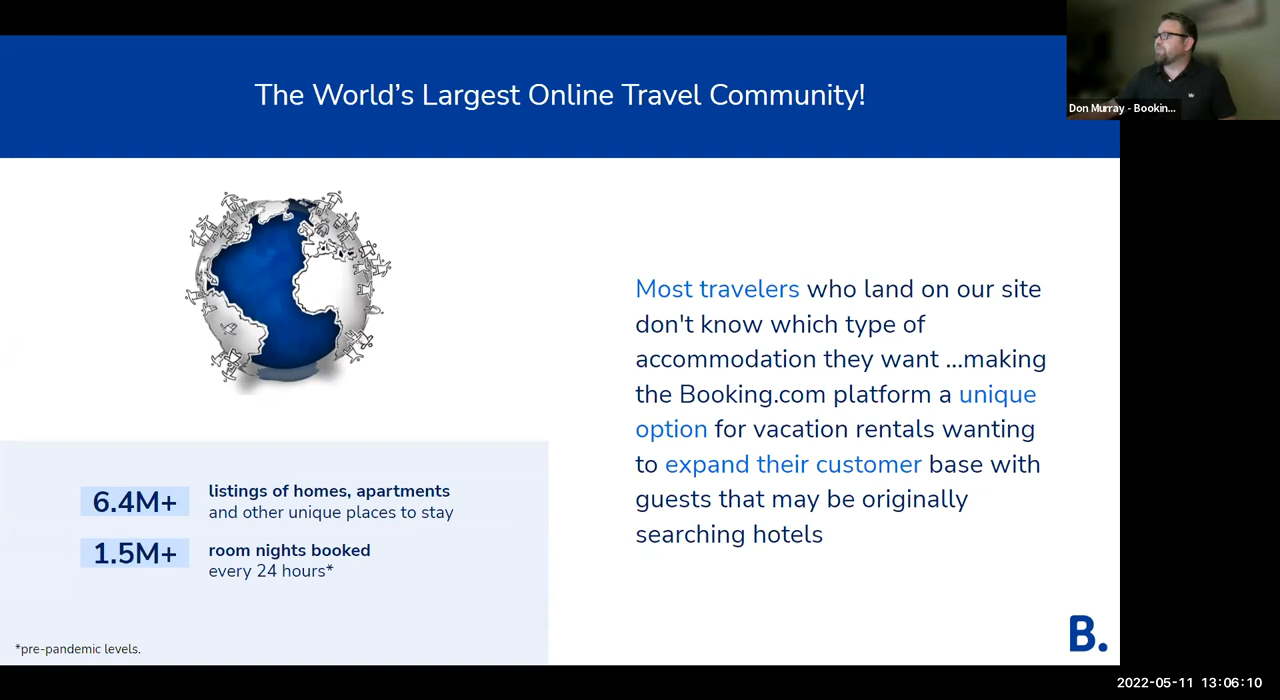 The World's Largest Online Travel Community!
Don Murray - Bookin...
Most travelers who land on our site
don't know which type of
accommodation they want ...making
the Booking.com platform a unique
option for vacation rentals wanting
to expand their customer base with
guests that may be originally
searching hotels
6.4M+ listings of homes, apartments
and other unique places to stay
1.5M+ room nights booked
every 24 hours*
*pre-pandemic levels.
B.
2022-05-11 13:06:10